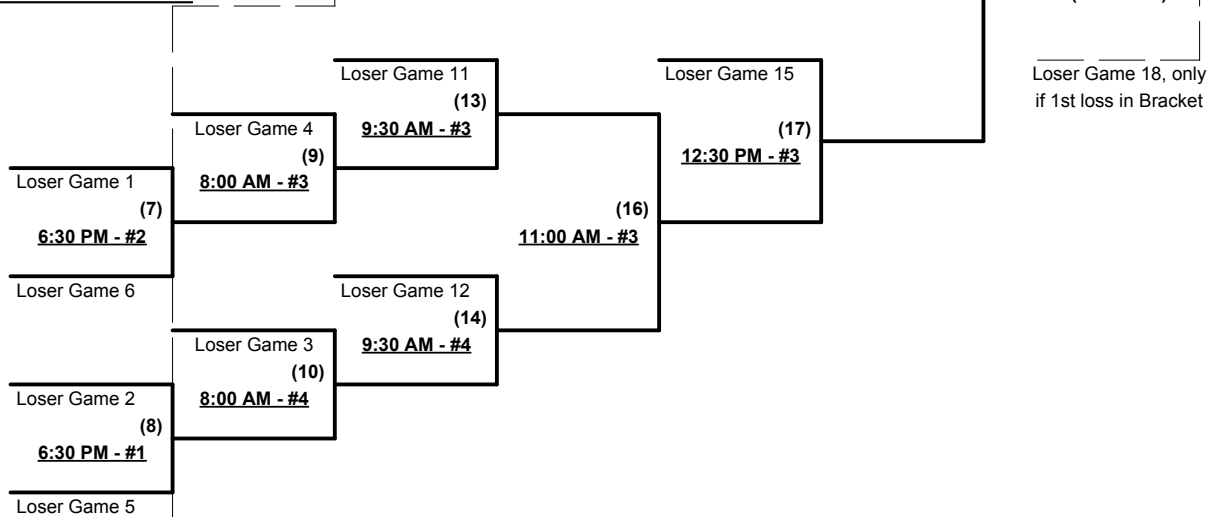 Loser Game 11
(13)
9:30 AM - #3
Loser Game 15
(17)
12:30 PM - #3
Loser Game 18, only
if 1st loss in Bracket
Loser Game 4
(9)
8:00 AM - #3
Loser Game 1
(7)
6:30 PM - #2
Loser Game 6
(16)
11:00 AM - #3
Loser Game 12
(14)
9:30 AM - #4
Loser Game 3
(10)
8:00 AM - #4
Loser Game 2
(8)
6:30 PM - #1
Loser Game 5